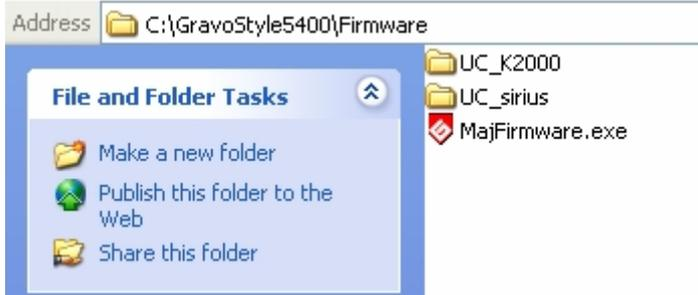 Address C:\GravoStyle5400\Firmware
File and Folder Tasks
Make a new folder
Publish this folder to the
Web
Share this folder
UC_K2000
UC_sirius
MajFirmware.exe